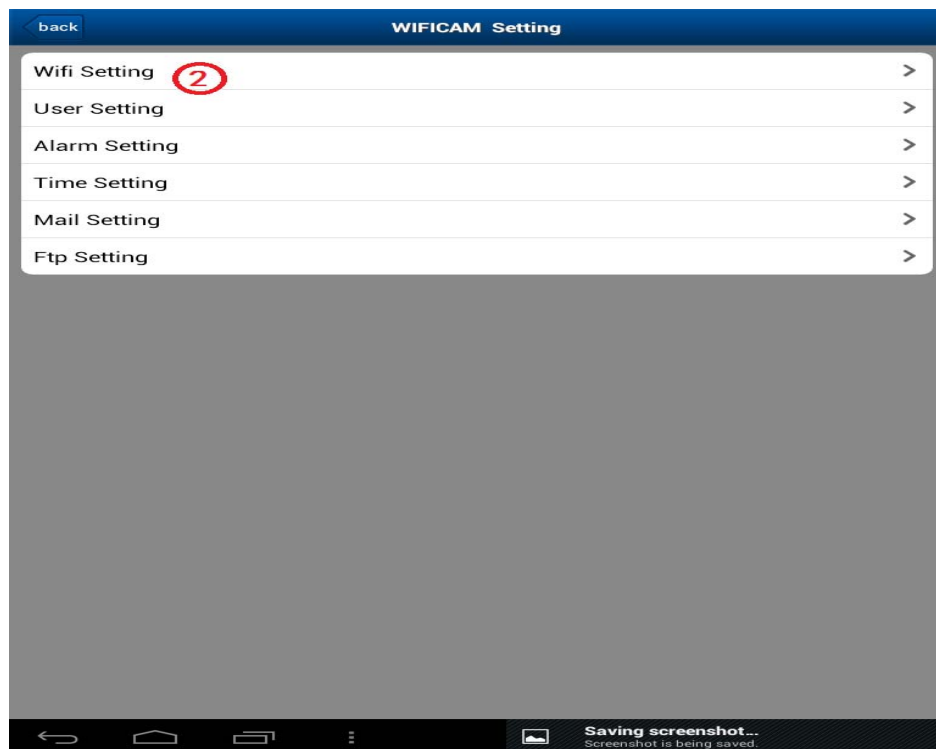 back WIFICAM Setting
Wifi Setting 2 >
User Setting >
Alarm Setting >
Time Setting >
Mail Setting >
Ftp Setting >
Saving screenshot...
Screenshot is being saved.